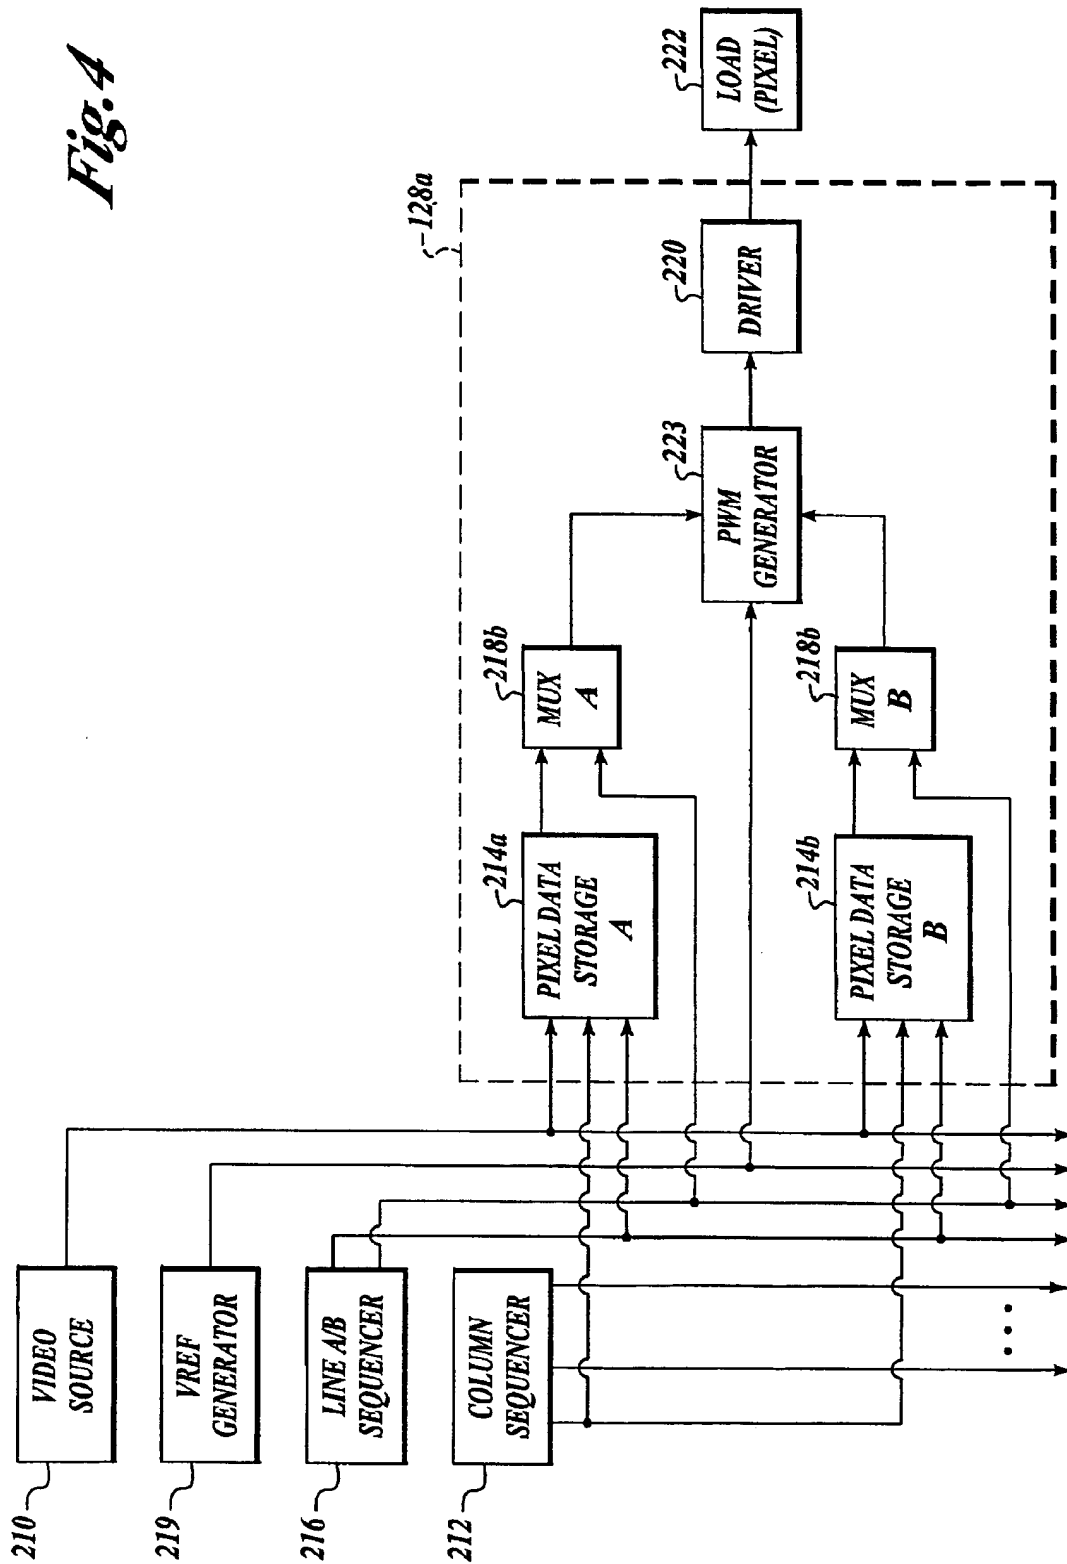 Fig.4
210
VIDEO
SOURCE
219
VREF
GENERATOR
216
LINE A/B
SEQUENCER
212
COLUMN
SEQUENCER
128a
214a
PIXEL DATA
STORAGE
A
218b
MUX
A
214b
PIXEL DATA
STORAGE
B
218b
MUX
B
223
PWM
GENERATOR
220
DRIVER
222
LOAD
(PIXEL)